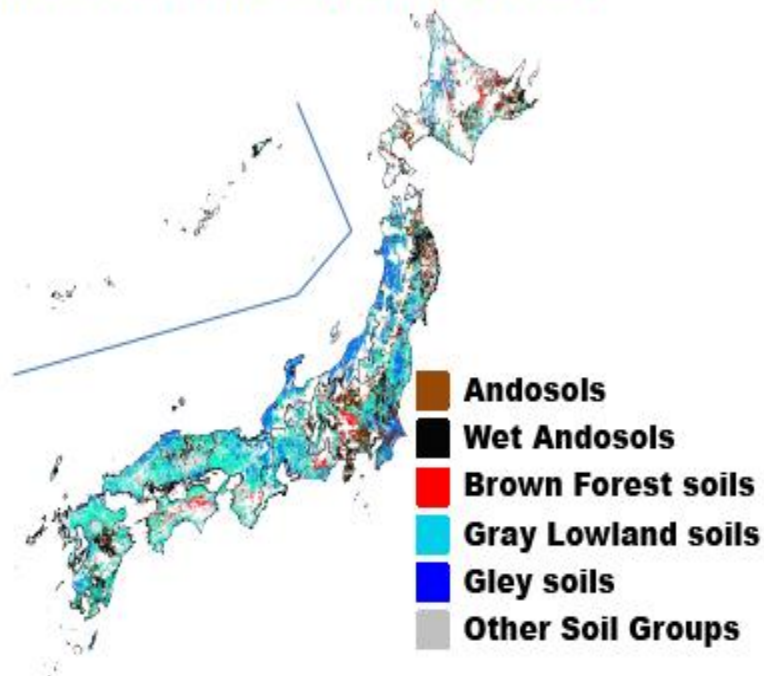 Andosols
Wet Andosols
Brown Forest soils
Gray Lowland soils
Gley soils
Other Soil Groups